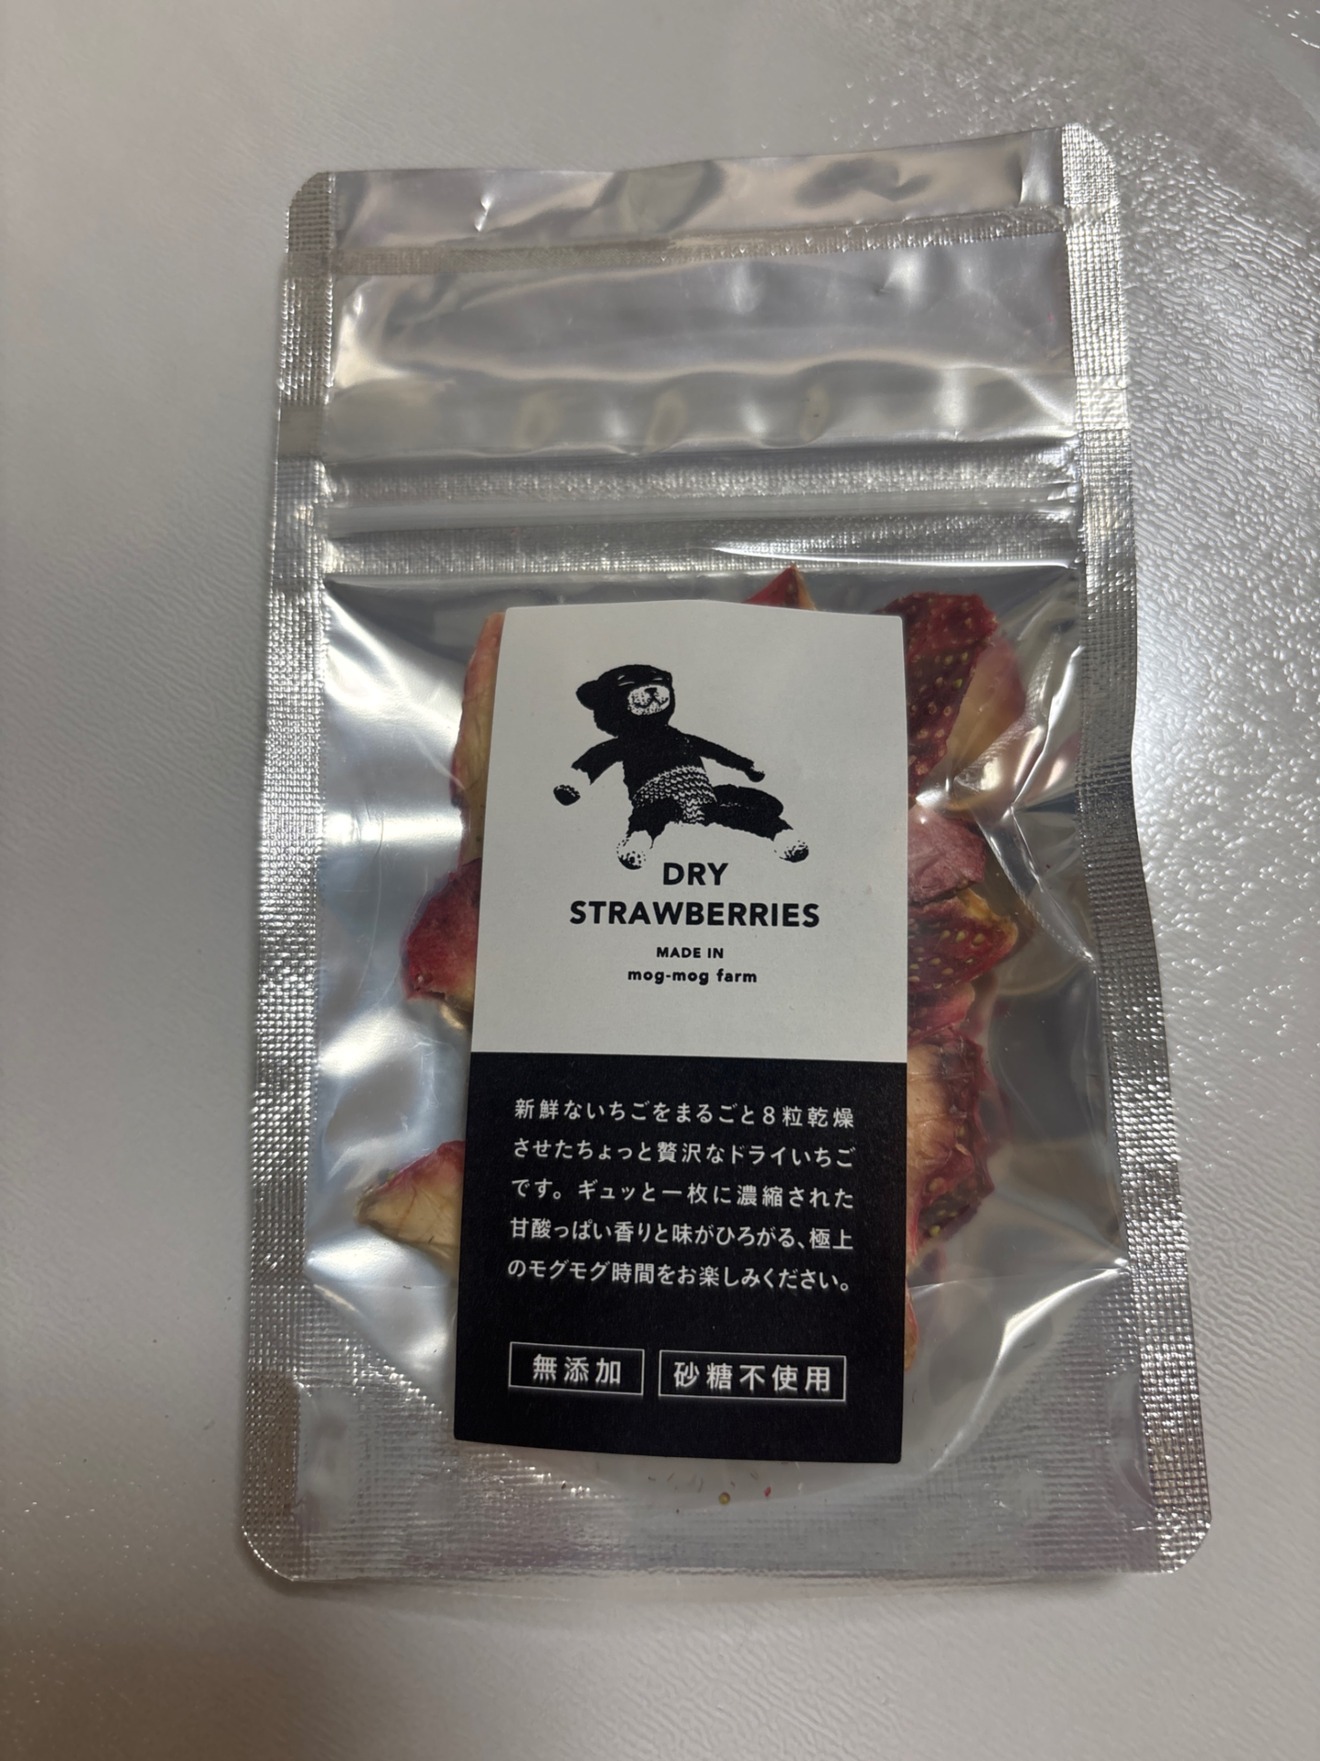 DRY
STRAWBERRIES
MADE IN
mog-mog farm
新鮮ないちごをまるごと8粒乾燥
させたちょっと贅沢なドライいちご
です。ギュッと一枚に濃縮された
甘酸っぱい香りと味がひろがる、極上
のモグモグ時間をお楽しみください。
無添加 砂糖不使用